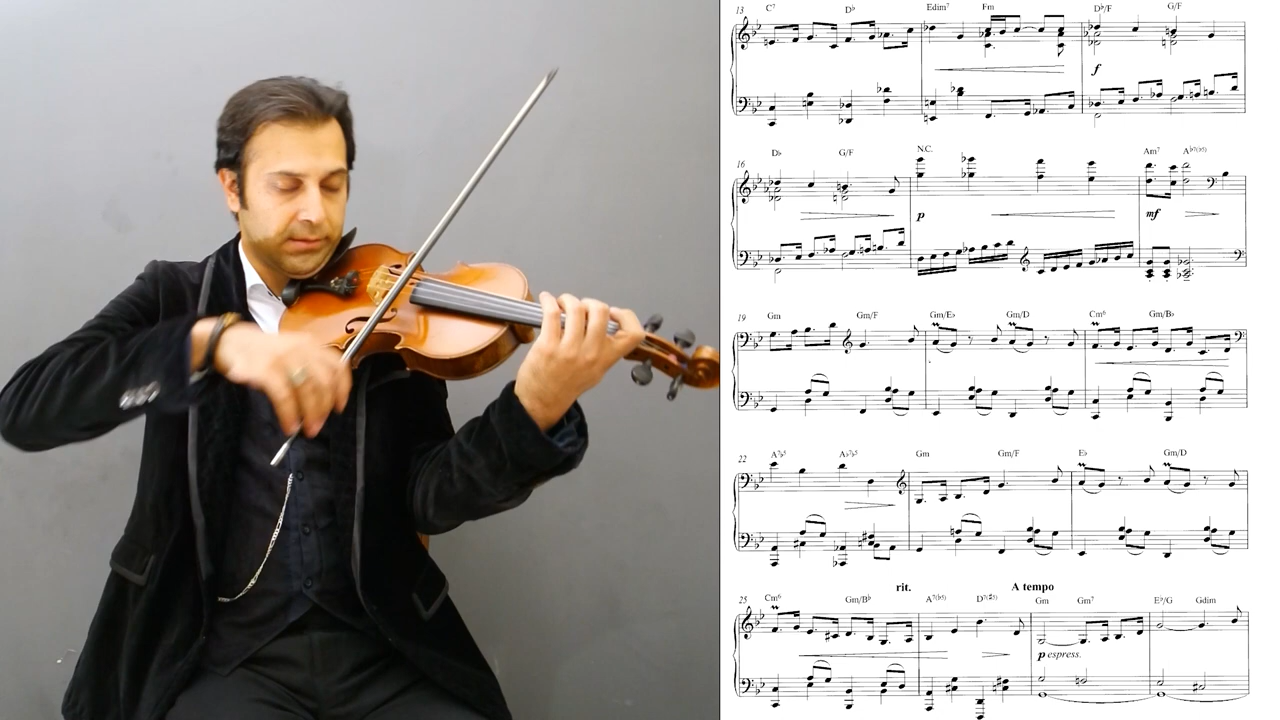 13 C7 D♭ Edim7 Fm D♭/F G/F
f
16 D♭ G/F N.C. Am7 A♭7(♭5)
p mf
19 Gm Gm/F Gm/E♭ Gm/D Cm6 Gm/B♭
22 A7♭5 A♭7♭5 Gm Gm/F E♭ Gm/D
rit. A tempo
25 Cm6 Gm/B♭ A7(♭5) D7(♯5) Gm Gm7 E♭/G Gdim
p espress.